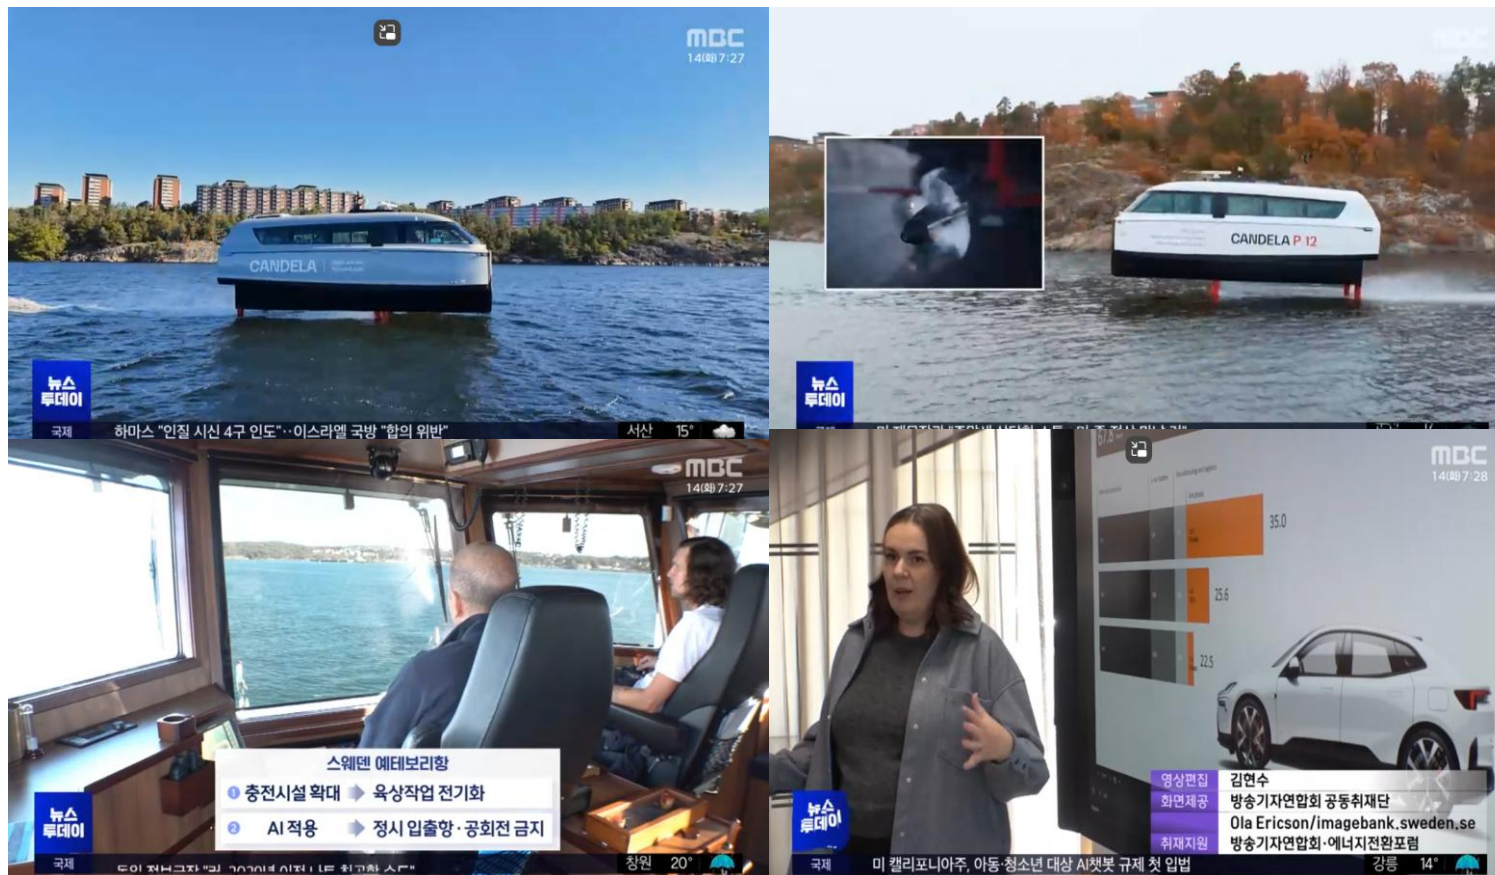 MBC
14(화)7:27
CANDELA
뉴스
투데이
국제
하마스 "인질 시신 4구 인도"··이스라엘 국방 "합의 위반"
서산 15°
CANDELA P-12
뉴스
투데이
MBC
14(화)7:27
스웨덴 예테보리항
1 충전시설 확대 육상작업 전기화
2 AI 적용 정시 입출항·공회전 금지
뉴스
투데이
국제
창원 20°
MBC
14(화)7:28
35.0
25.6
22.5
영상편집 김현수
화면제공 방송기자연합회 공동취재단
Ola Ericson/imagebank.sweden.se
취재지원 방송기자연합회·에너지전환포럼
뉴스
투데이
국제
미 캘리포니아주, 아동·청소년 대상 AI챗봇 규제 첫 입법
강릉 14°